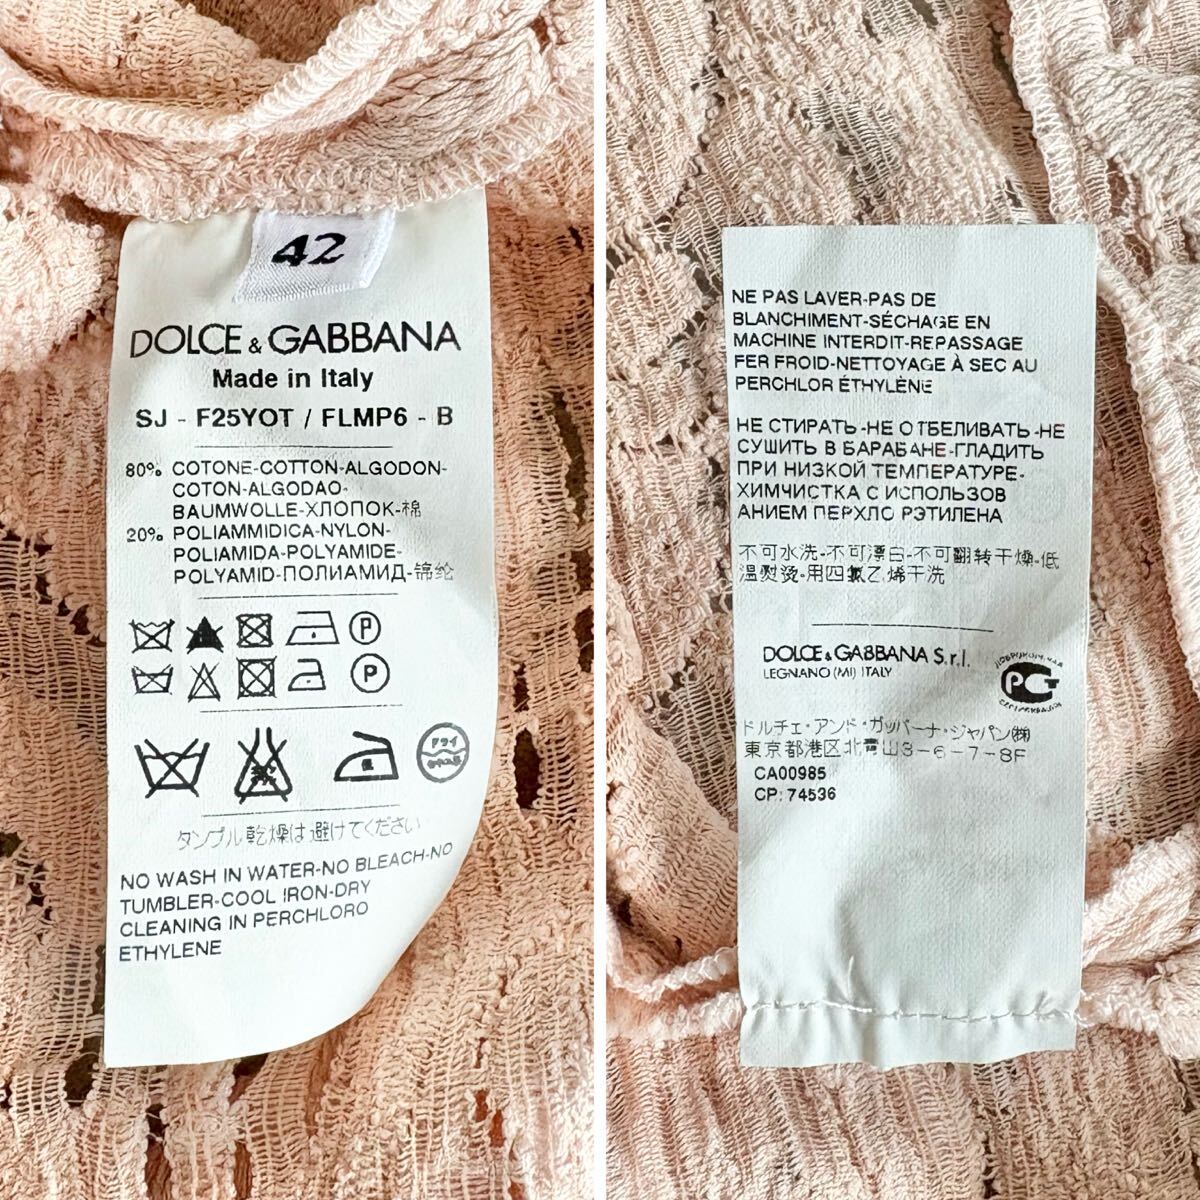 42
DOLCE & GABBANA
Made in Italy
SJ - F25YOT / FLMP6 - B
80% COTONE-COTTON-ALGODON-
COTON-ALGODAO-
BAUMWOLLE-ХЛОПОК-棉
20% POLIAMMIDICA-NYLON-
POLIAMIDA-POLYAMIDE-
POLYAMID-ПОЛИАМИД-锦纶
P
P
ドライ
タンブル乾燥は避けてください
NO WASH IN WATER-NO BLEACH-NO
TUMBLER-COOL IRON-DRY
CLEANING IN PERCHLORO
ETHYLENE
NE PAS LAVER-PAS DE
BLANCHIMENT-SÉCHAGE EN
MACHINE INTERDIT-REPASSAGE
FER FROID-NETTOYAGE À SEC AU
PERCHLOR ÉTHYLÈNE
НЕ СТИРАТЬ-НЕ ОТБЕЛИВАТЬ-НЕ
СУШИТЬ В БАРАБАНЕ-ГЛАДИТЬ
ПРИ НИЗКОЙ ТЕМПЕРАТУРЕ-
ХИМЧИСТКА С ИСПОЛЬЗОВ
АНИЕМ ПЕРХЛО РЭТИЛЕНА
不可水洗-不可漂白-不可翻转干燥-低
温熨烫-用四氯乙烯干洗
DOLCE & GABBANA S.r.l.
LEGNANO (MI) ITALY
ドルチェ・アンド・ガッバーナ・ジャパン(株)
東京都港区北青山3-6-7-8F
CA00985
CP: 74536